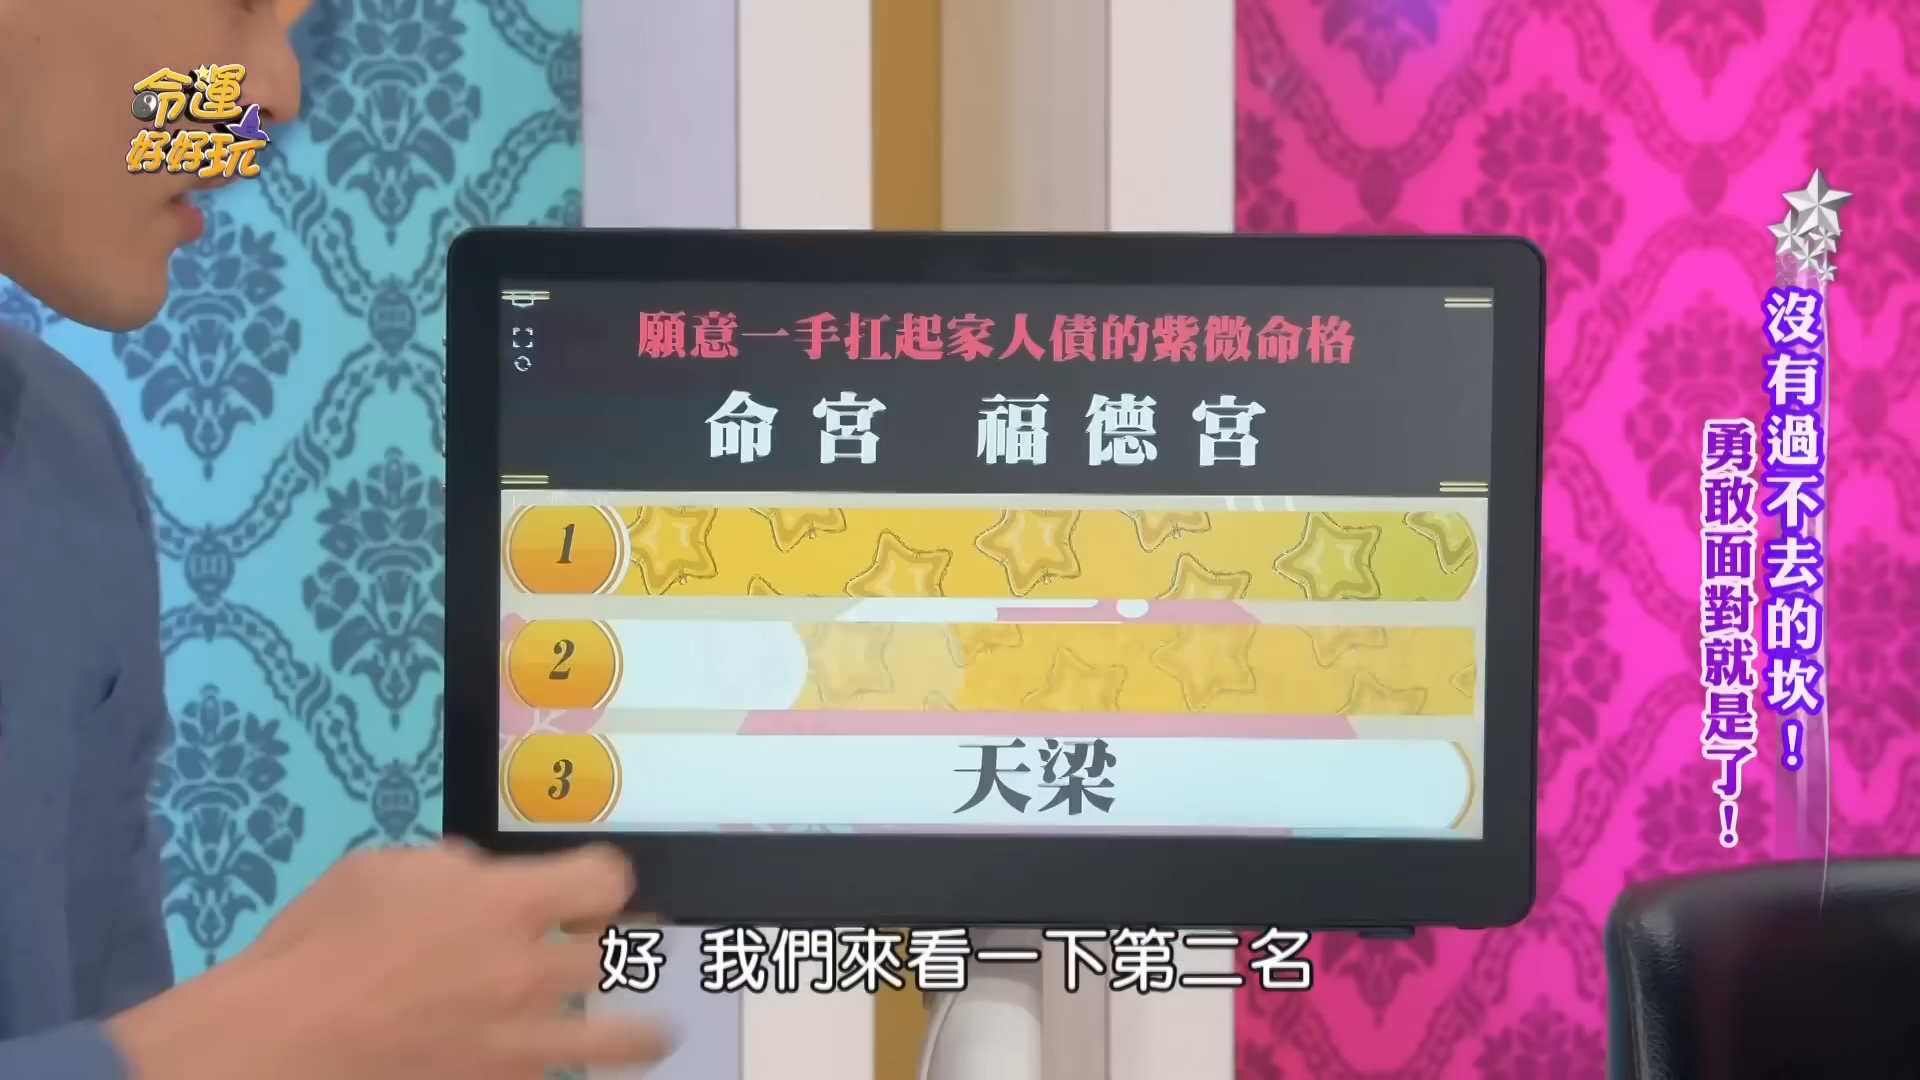 命運
好好玩
願意一手扛起家人債的紫微命格
命宮 福德宮
1
2
3
天梁
沒有過不去的坎！
勇敢面對就是了！
好 我們來看一下第二名